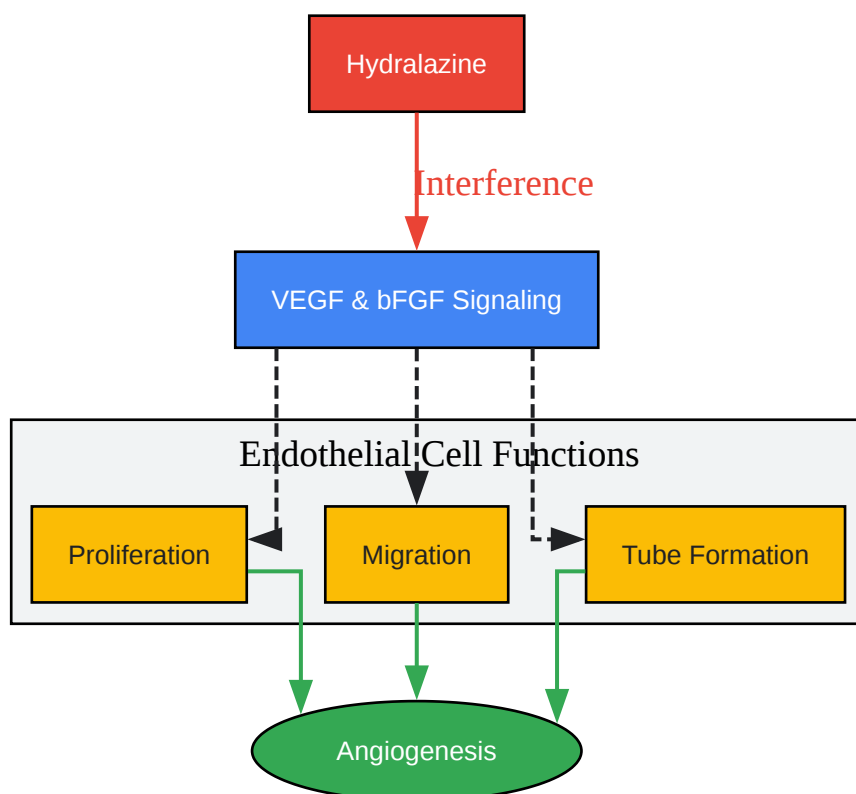 Hydralazine
Interference
VEGF & bFGF Signaling
Endothelial Cell Functions
Proliferation
Migration
Tube Formation
Angiogenesis